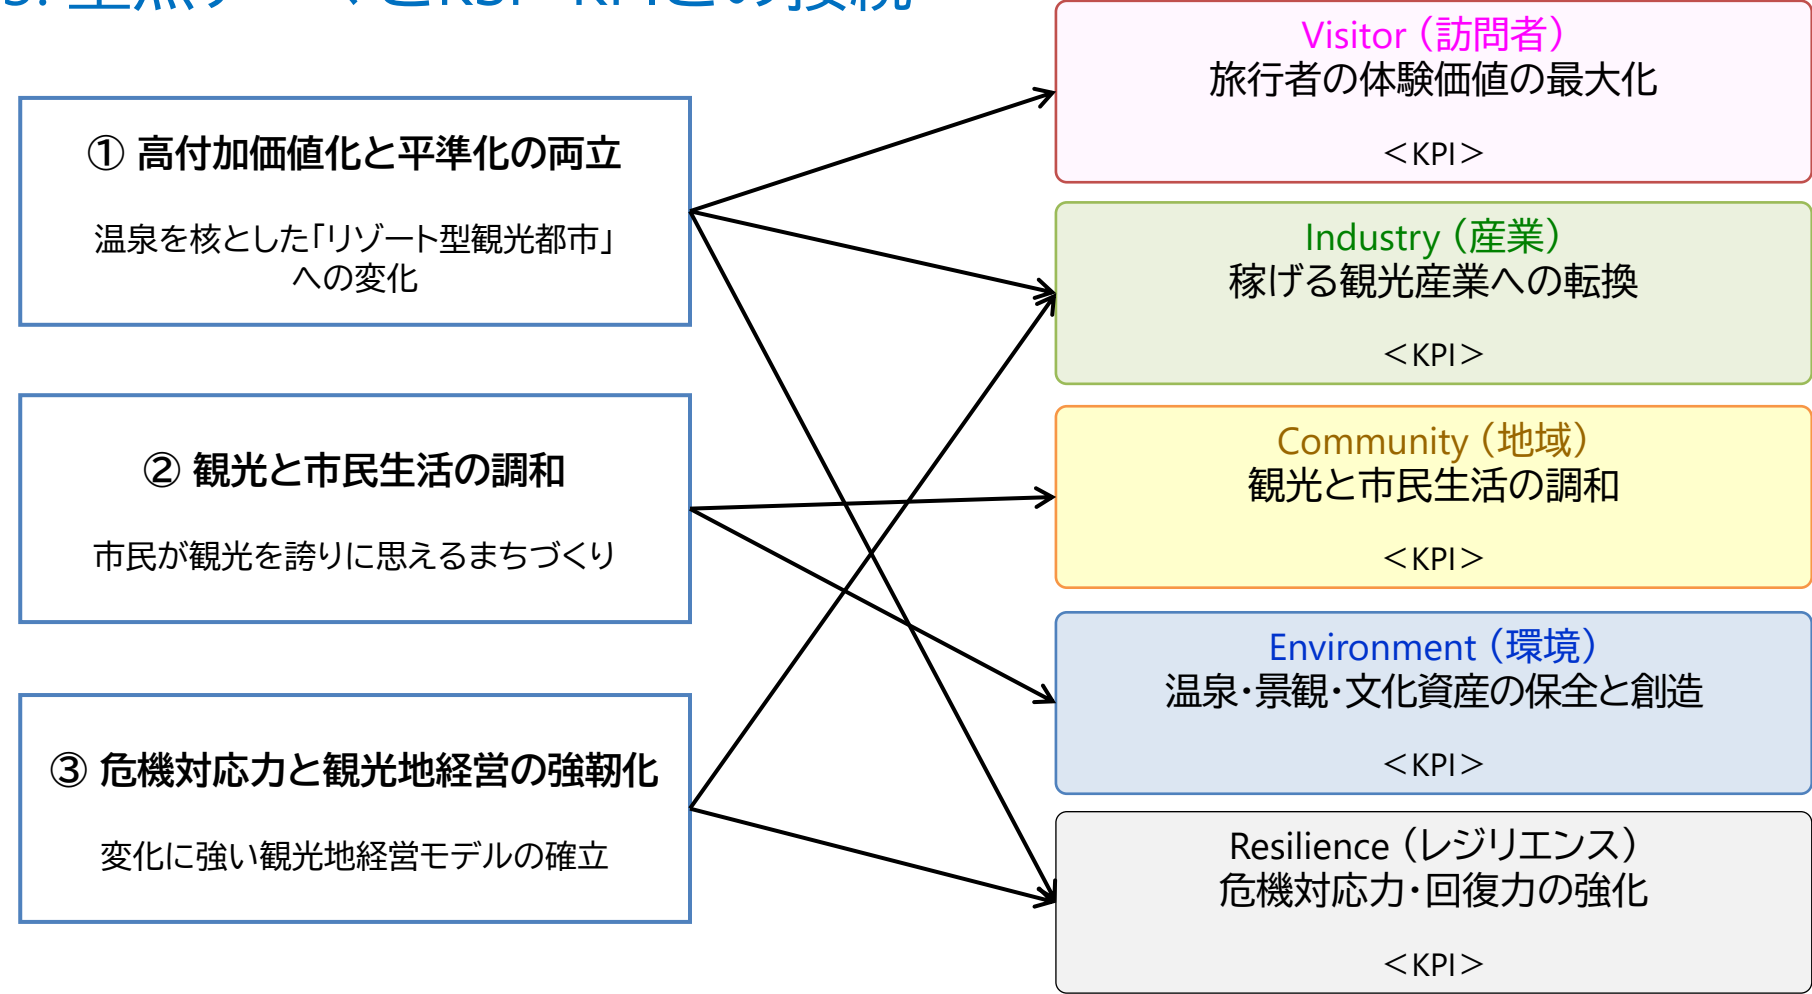 ① 高付加価値化と平準化の両立
温泉を核とした「リゾート型観光都市」
への変化
② 観光と市民生活の調和
市民が観光を誇りに思えるまちづくり
③ 危機対応力と観光地経営の強靭化
変化に強い観光地経営モデルの確立
Visitor（訪問者）
旅行者の体験価値の最大化
＜KPI＞
Industry（産業）
稼げる観光産業への転換
＜KPI＞
Community（地域）
観光と市民生活の調和
＜KPI＞
Environment（環境）
温泉・景観・文化資産の保全と創造
＜KPI＞
Resilience（レジリエンス）
危機対応力・回復力の強化
＜KPI＞